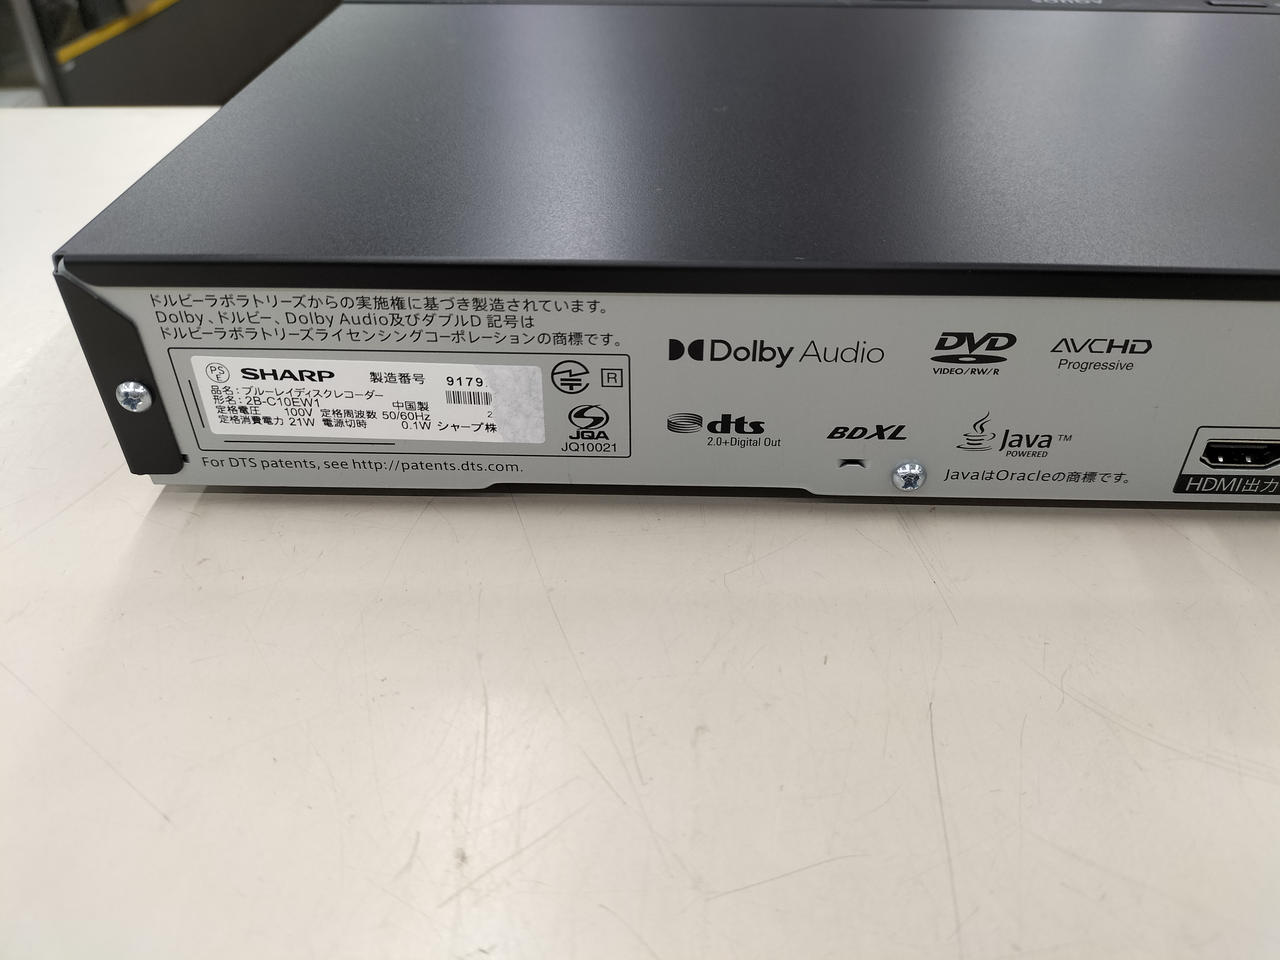 ドルビーラボラトリーズからの実施権に基づき製造されています。
Dolby、ドルビー、Dolby Audio及びダブルD 記号は
ドルビーラボラトリーズライセンシングコーポレーションの商標です。
PS
E
SHARP 製造番号 9179
品名：ブルーレイディスクレコーダー
形名：2B-C10EW1 中国製 2
定格電圧 100V 定格周波数 50/60Hz
定格消費電力 21W 電源切時 0.1W シャープ株
R
JQA
JQ10021
For DTS patents, see http://patents.dts.com.
Dolby Audio
DVD
VIDEO/RW/R
AVCHD
Progressive
dts
2.0+Digital Out
BDXL
Java TM
POWERED
JavaはOracleの商標です。
HDMI出力